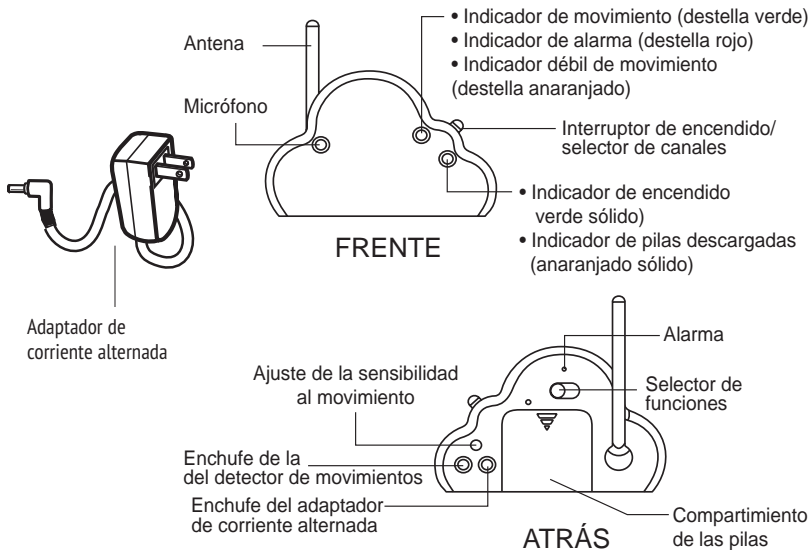 Antena
Micrófono
• Indicador de movimiento (destella verde)
• Indicador de alarma (destella rojo)
• Indicador débil de movimiento
(destella anaranjado)
Interruptor de encendido/
selector de canales
• Indicador de encendido
verde sólido)
• Indicador de pilas descargadas
(anaranjado sólido)
FRENTE
Adaptador de
corriente alternada
Alarma
Selector de
funciones
Ajuste de la sensibilidad
al movimiento
Enchufe de la
del detector de movimientos
Enchufe del adaptador
de corriente alternada
ATRÁS
Compartimiento
de las pilas